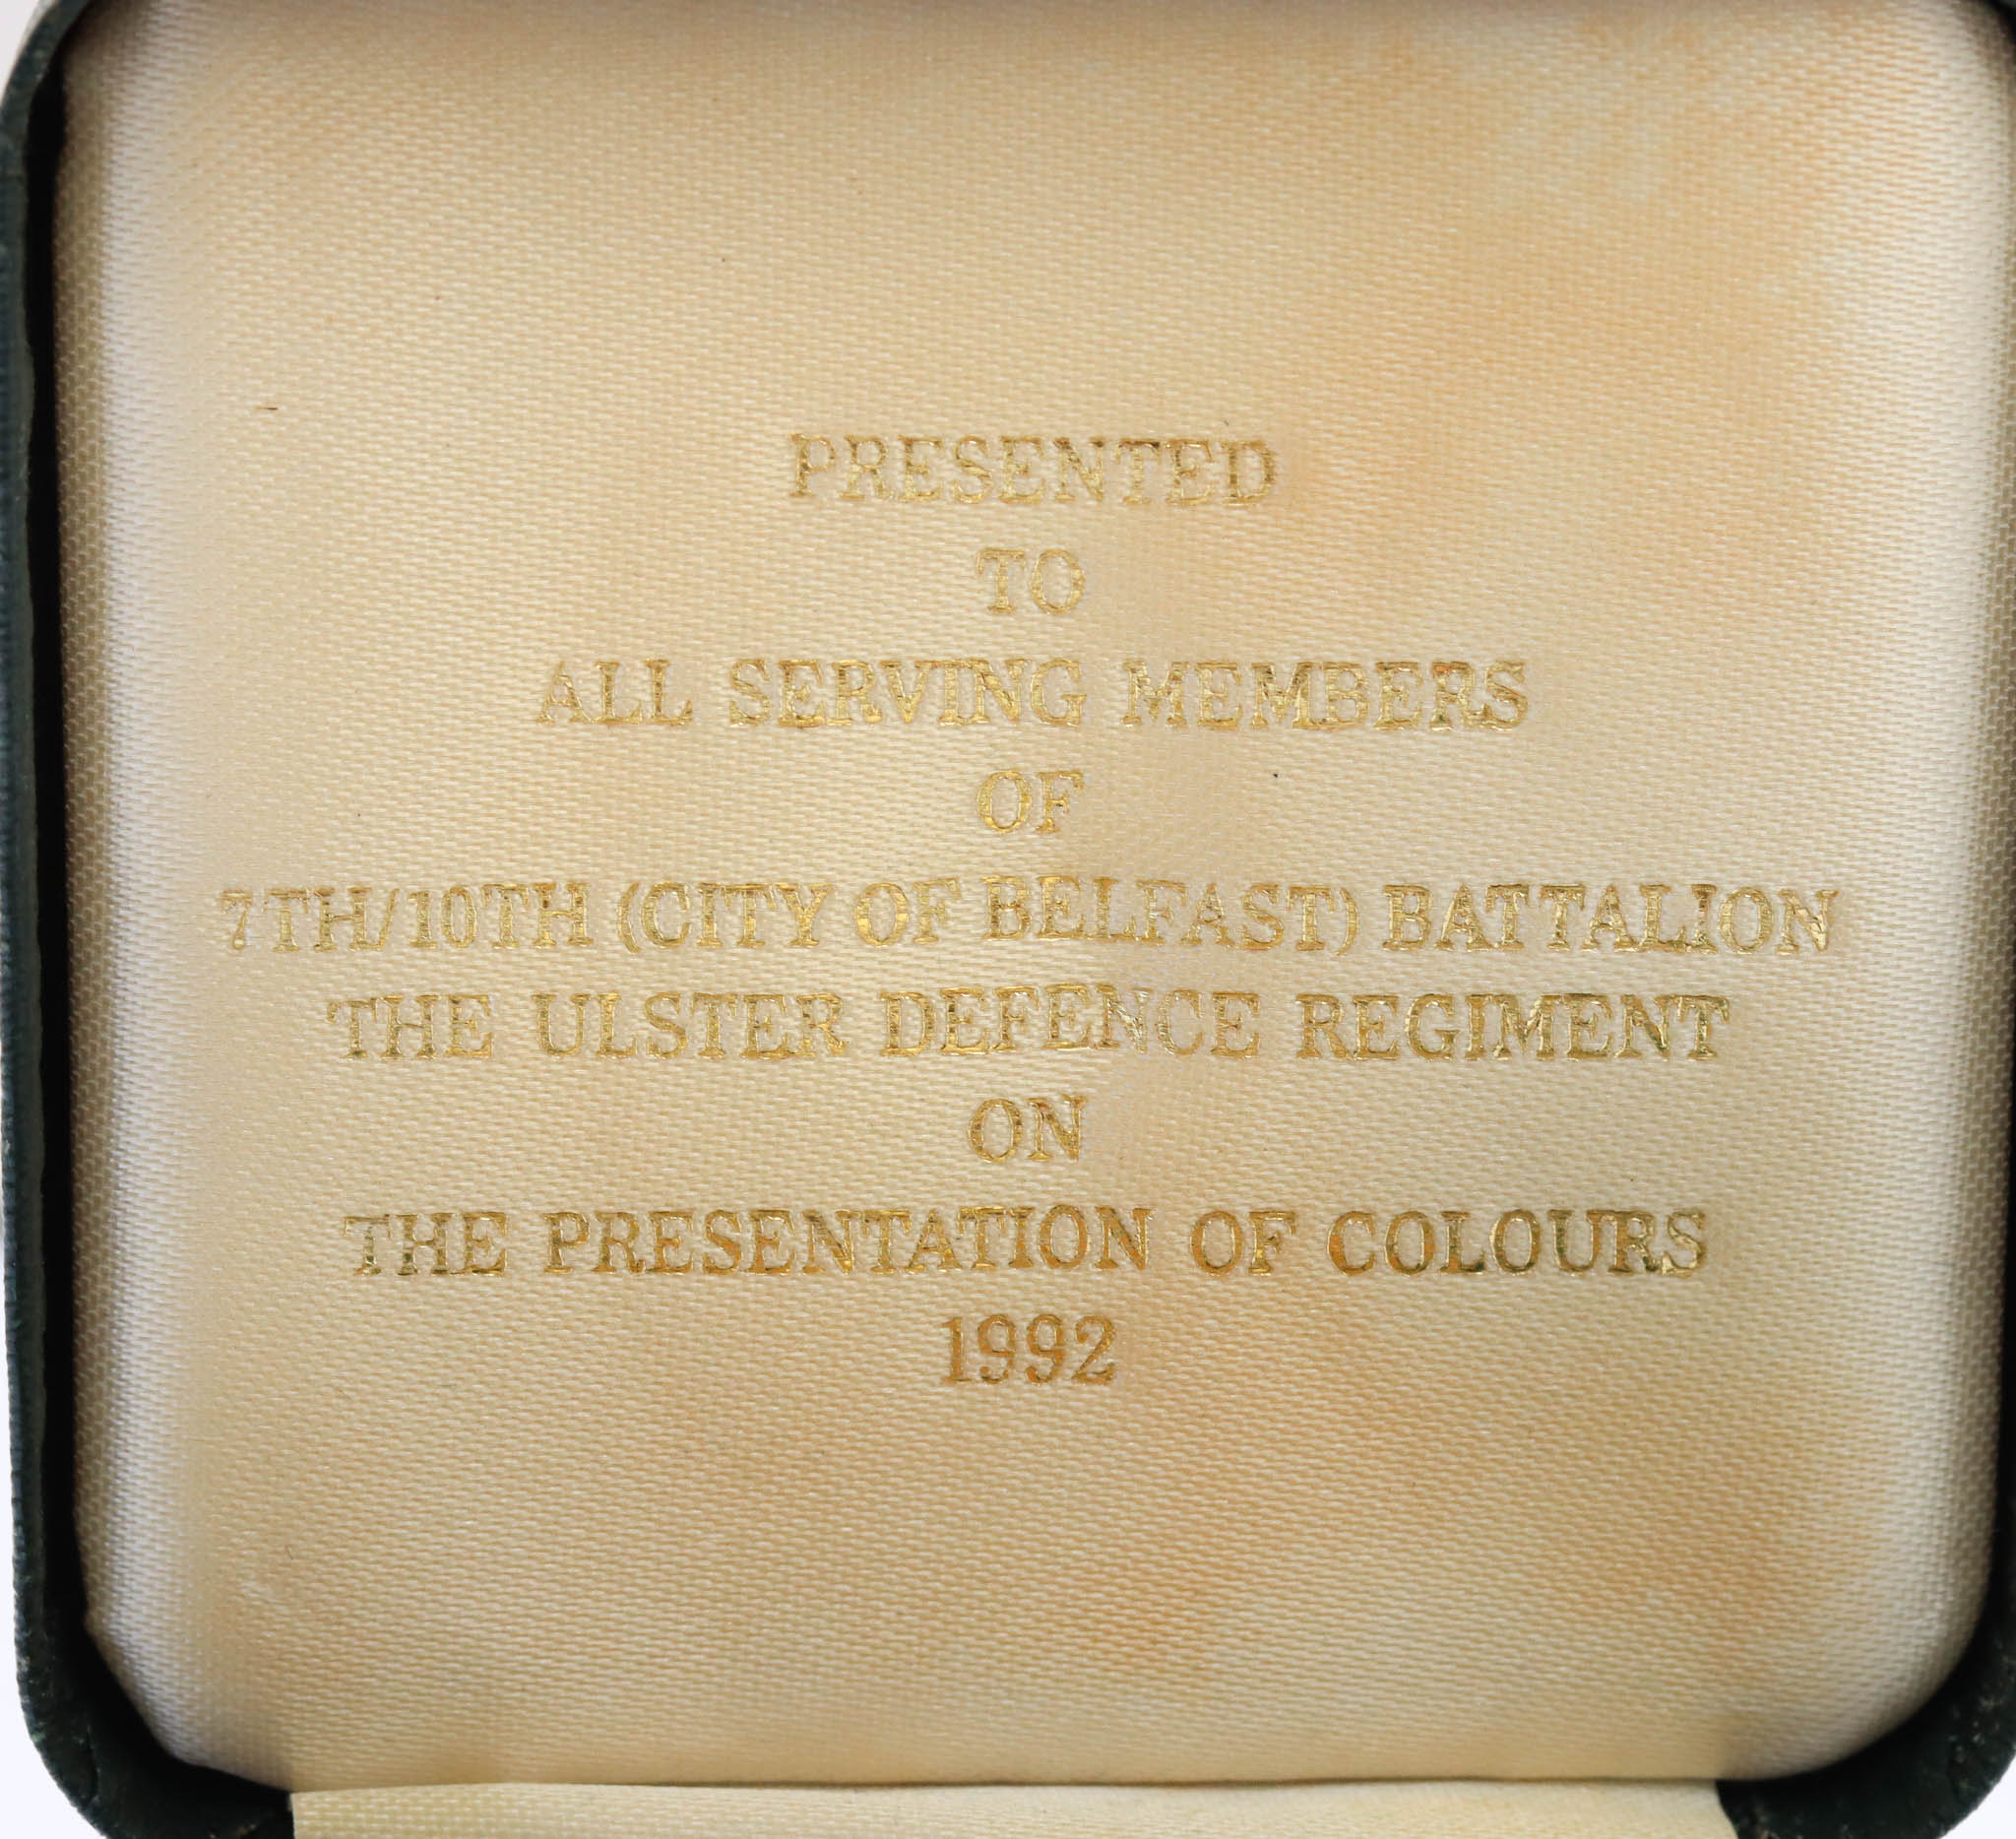 PRESENTED
TO
ALL SERVING MEMBERS
OF
7TH/10TH (CITY OF BELFAST) BATTALION
THE ULSTER DEFENCE REGIMENT
ON
THE PRESENTATION OF COLOURS
1992